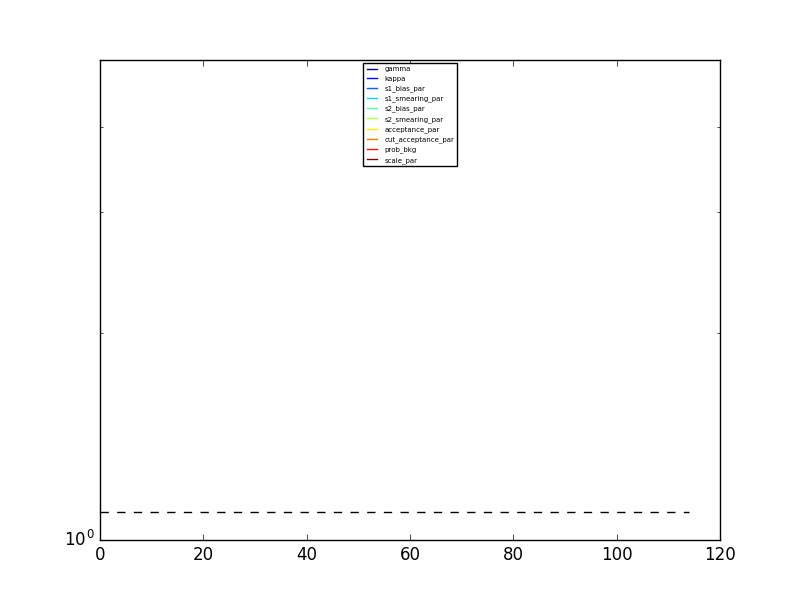 gamma
kappa
s1_bias_par
s1_smearing_par
s2_bias_par
s2_smearing_par
acceptance_par
cut_acceptance_par
prob_bkg
scale_par
10^0
0 20 40 60 80 100 120